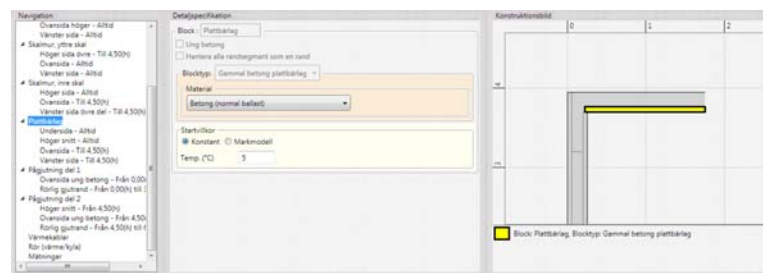 Navigation
Ovansida höger - Alltid
Vänster sida - Alltid
Skalmur, yttre skal
Höger sida övre - Till 4,50(h)
Ovansida - Alltid
Vänster sida - Alltid
Skalmur, inre skal
Höger sida - Alltid
Ovansida - Till 4,50(h)
Vänster sida övre del - Till 4,50(h)
Plattbärlag
Undersida - Alltid
Höger snitt - Alltid
Ovansida - Till 4,50(h)
Vänster sida - Till 4,50(h)
Pågjutning del 1
Ovansida ung betong - Från 0,00(
Rörlig gjutrand - Från 0,00(h) till
Pågjutning del 2
Höger snitt - Från 4,50(h)
Ovansida ung betong - Från 4,50
Rörlig gjutrand - Från 4,50(h) till
Värmekablar
Rör (värme/kyla)
Mätningar
Detaljspecifikation
Block: Plattbärlag
Ung betong
Hantera alla randsegment som en rand
Blocktyp: Gammal betong plattbärlag
Material
Betong (normal ballast)
Startvillkor
Konstant Markmodell
Temp. (°C) 5
Konstruktionsbild
0 1 2
Block: Plattbärlag, Blocktyp: Gammal betong plattbärlag